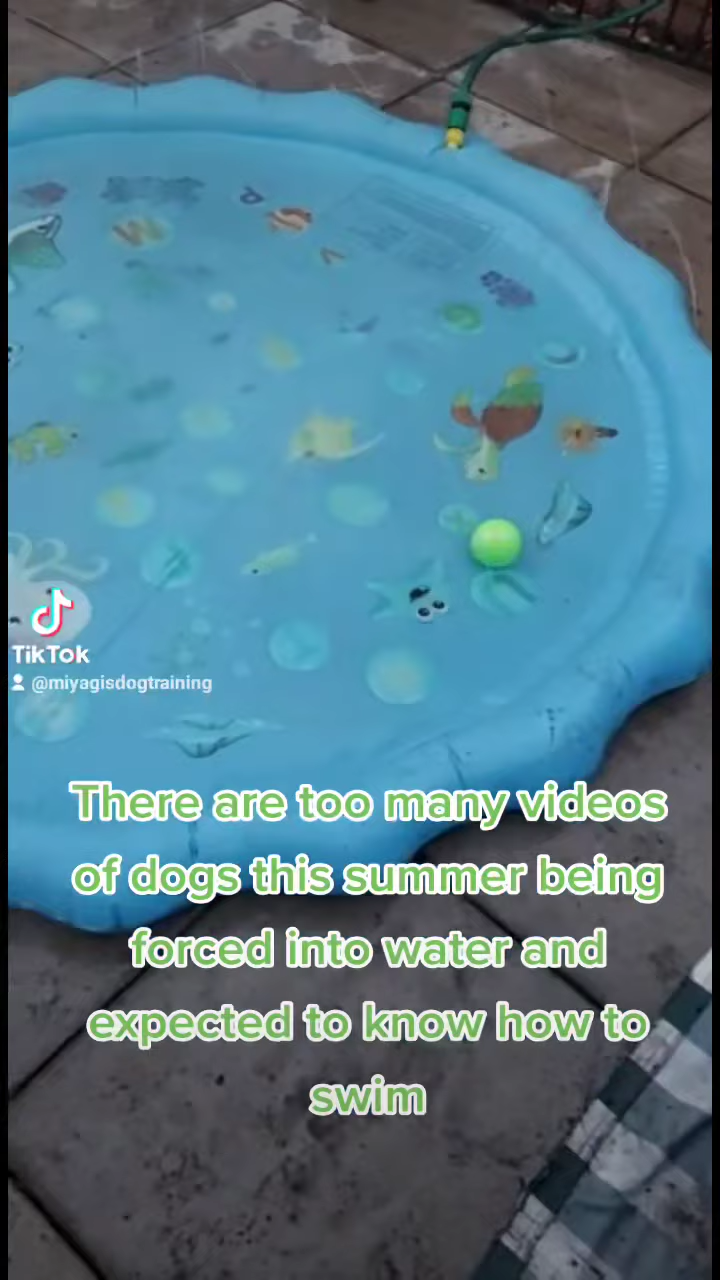 TikTok
@miyagisdogtraining
There are too many videos
of dogs this summer being
forced into water and
expected to know how to
swim